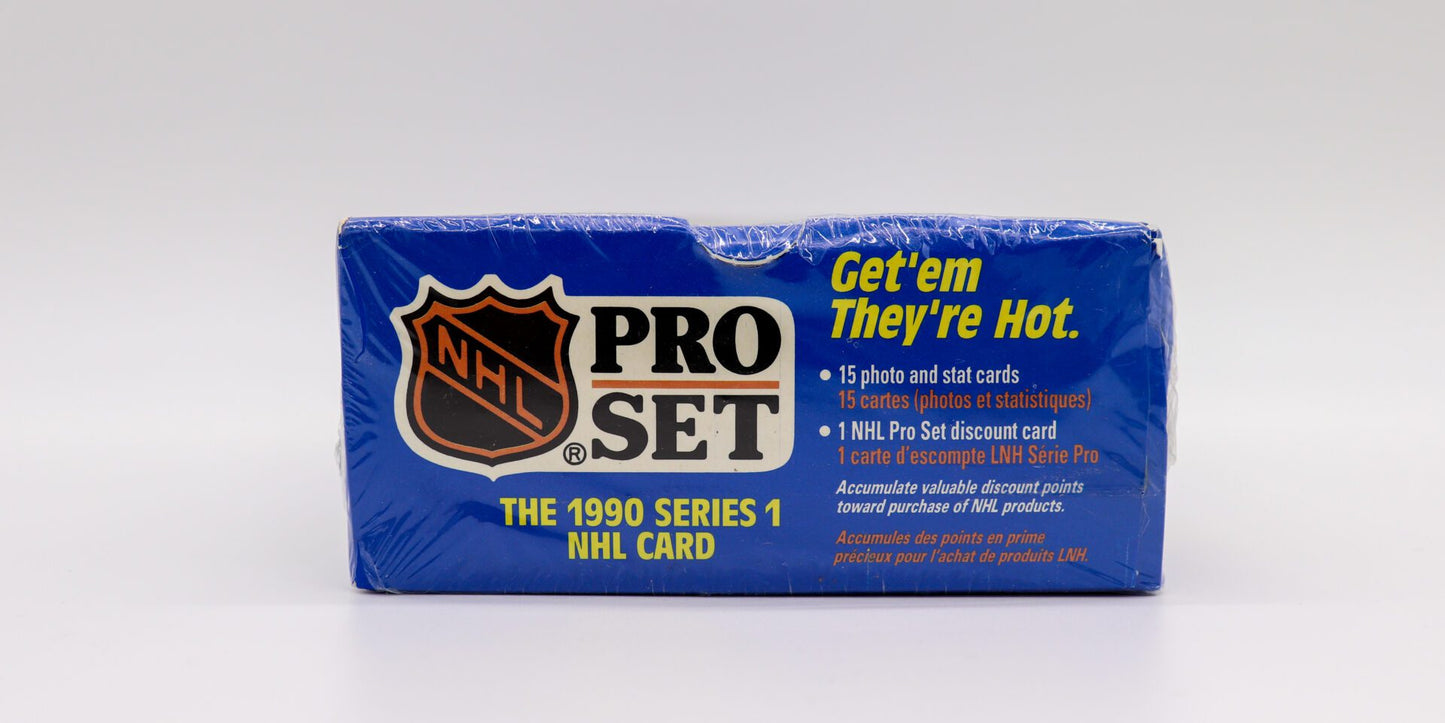 NHL
PRO
SET
®
THE 1990 SERIES 1
NHL CARD
Get'em
They're Hot.
• 15 photo and stat cards
15 cartes (photos et statistiques)
• 1 NHL Pro Set discount card
1 carte d'escompte LNH Série Pro
Accumulate valuable discount points
toward purchase of NHL products.
Accumules des points en prime
précieux pour l'achat de produits LNH.